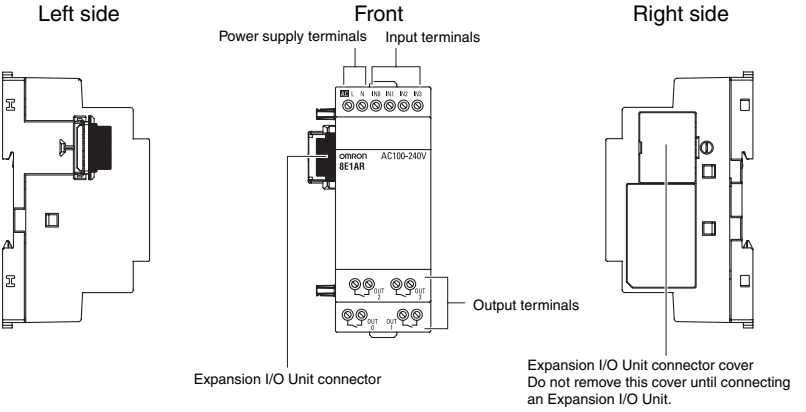 Left side
Front
Right side
Power supply terminals
Input terminals
AC L N IN0 IN1 IN2 IN3
OMRON AC100-240V
8E1AR
OUT 2
OUT 3
Output terminals
OUT 0
OUT 1
Expansion I/O Unit connector
Expansion I/O Unit connector cover
Do not remove this cover until connecting
an Expansion I/O Unit.